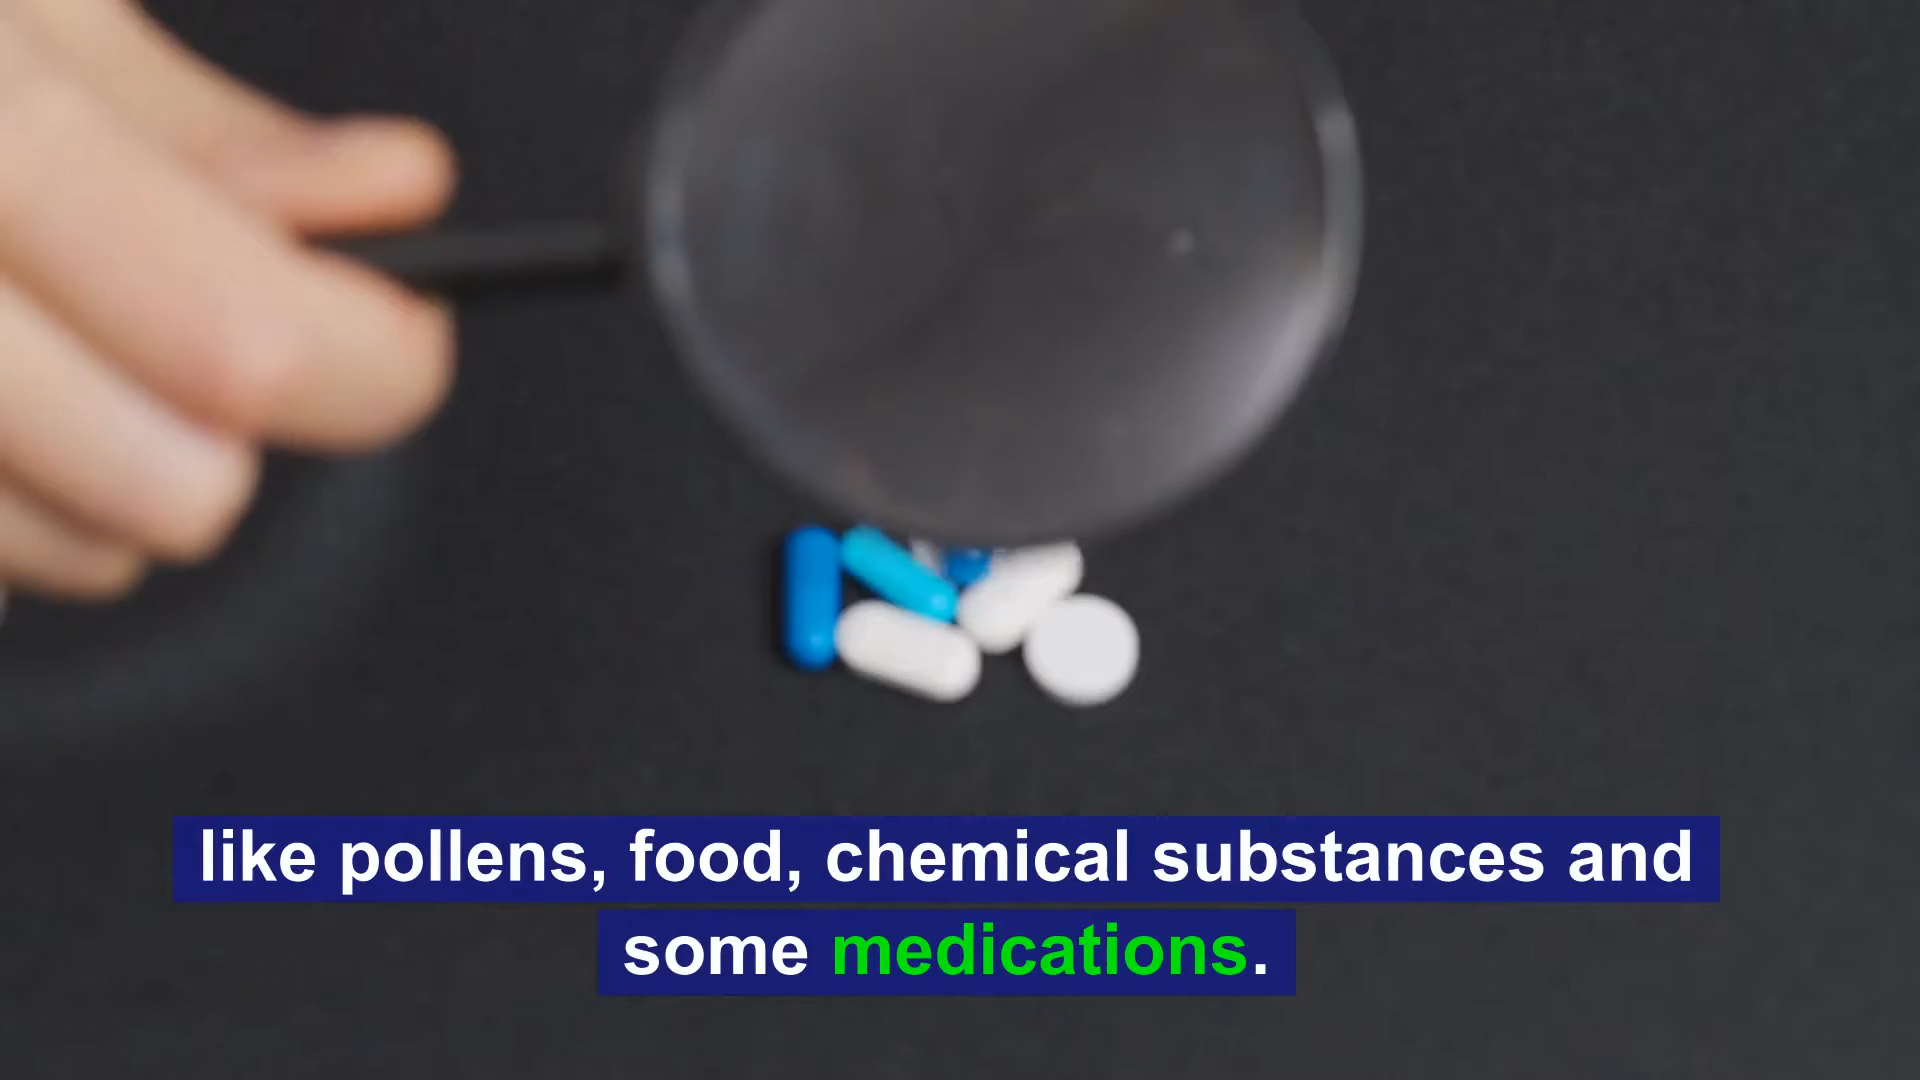 like pollens, food, chemical substances and
some medications.